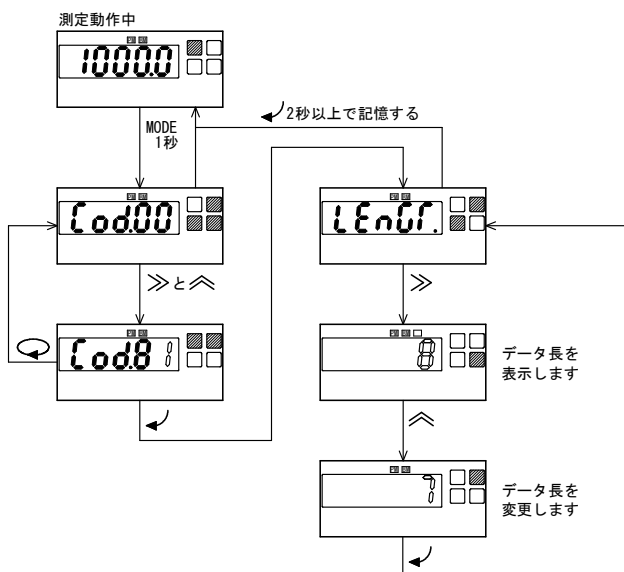 測定動作中
1000.0
MODE
1秒
2秒以上で記憶する
Cod.00
LEnGT.
≫と︽
≫
Cod.81
8
データ長を
表示します
︽
7
データ長を
変更します